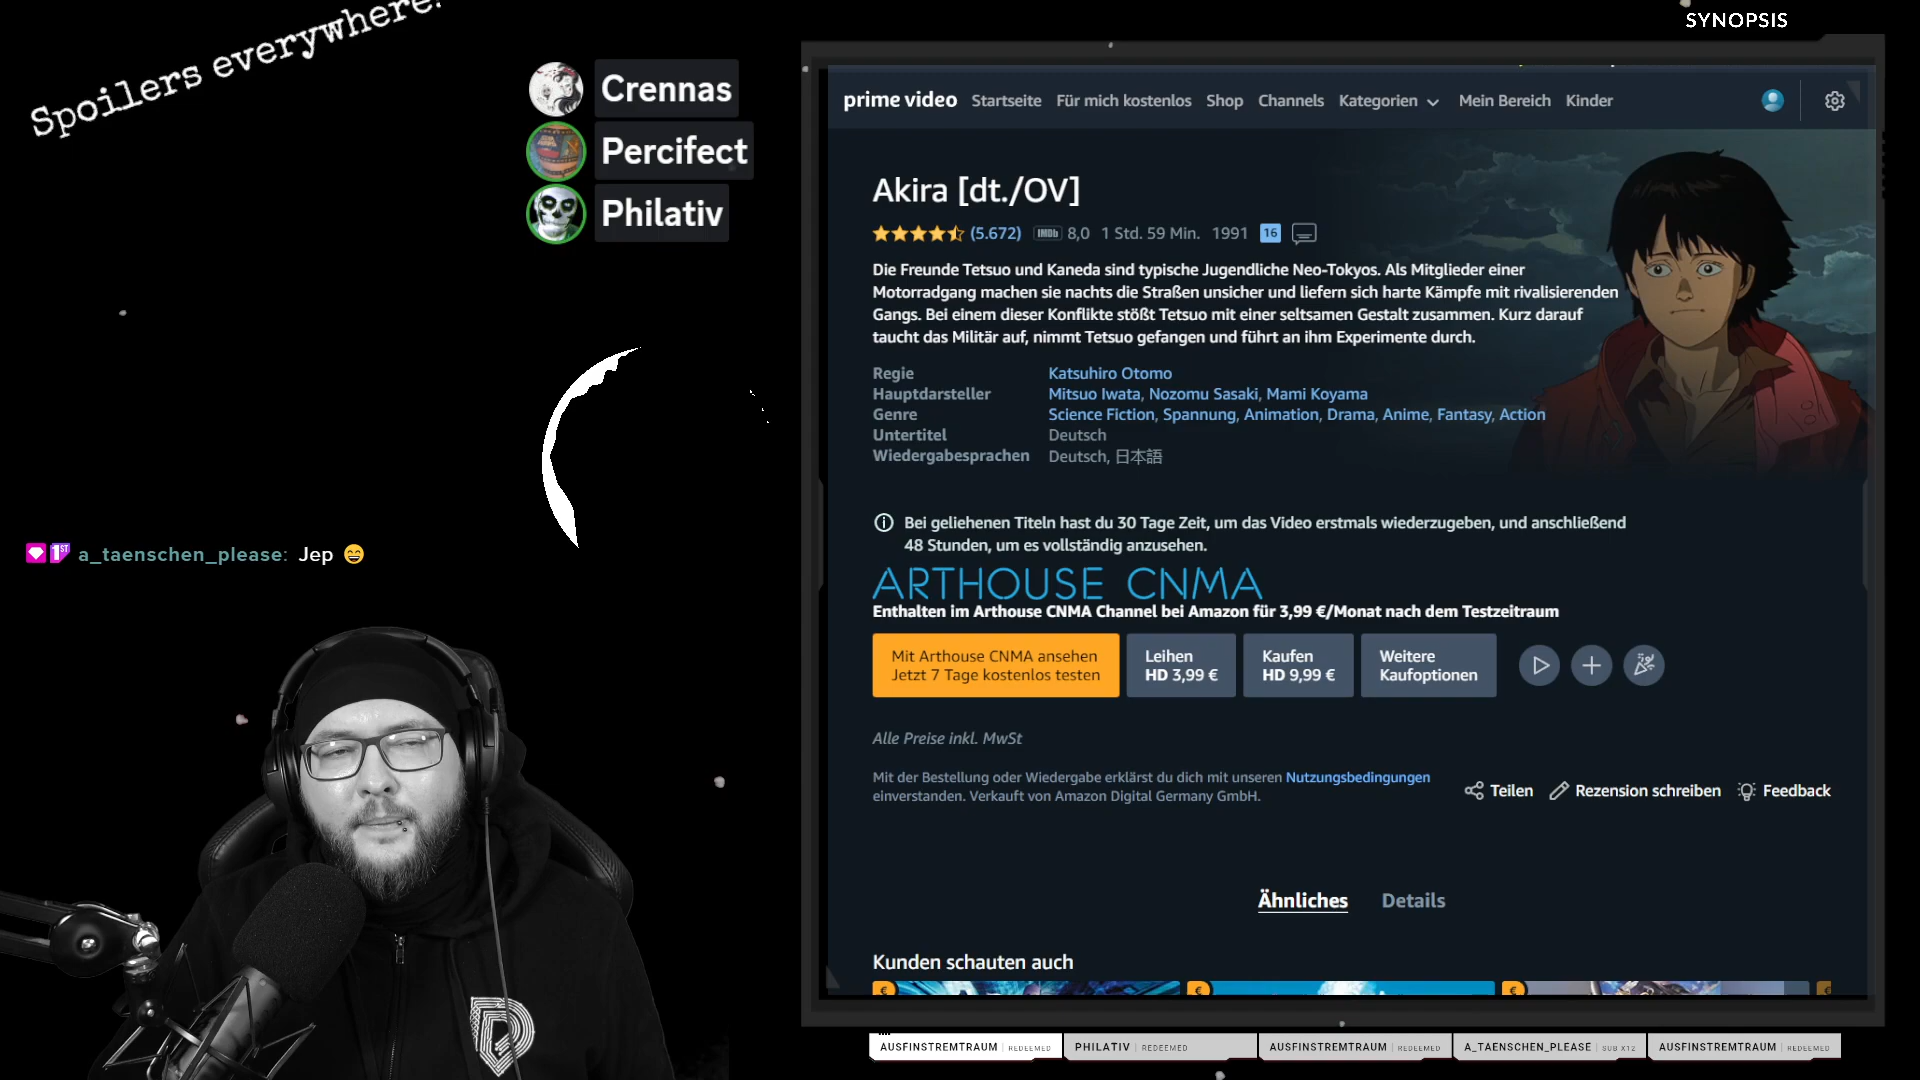 Spoilers everywhere!
SYNOPSIS
Crennas
Percifect
Philativ
a_taenschen_please: Jep 😄
1ST
prime video Startseite Für mich kostenlos Shop Channels Kategorien Mein Bereich Kinder
Akira [dt./OV]
(5.672) IMDb 8,0 1 Std. 59 Min. 1991 16
Die Freunde Tetsuo und Kaneda sind typische Jugendliche Neo-Tokyos. Als Mitglieder einer
Motorradgang machen sie nachts die Straßen unsicher und liefern sich harte Kämpfe mit rivalisierenden
Gangs. Bei einem dieser Konflikte stößt Tetsuo mit einer seltsamen Gestalt zusammen. Kurz darauf
taucht das Militär auf, nimmt Tetsuo gefangen und führt an ihm Experimente durch.
Regie Katsuhiro Otomo
Hauptdarsteller Mitsuo Iwata, Nozomu Sasaki, Mami Koyama
Genre Science Fiction, Spannung, Animation, Drama, Anime, Fantasy, Action
Untertitel Deutsch
Wiedergabesprachen Deutsch, 日本語
Bei geliehenen Titeln hast du 30 Tage Zeit, um das Video erstmals wiederzugeben, und anschließend
48 Stunden, um es vollständig anzusehen.
ARTHOUSE CNMA
Enthalten im Arthouse CNMA Channel bei Amazon für 3,99 €/Monat nach dem Testzeitraum
Mit Arthouse CNMA ansehen
Jetzt 7 Tage kostenlos testen
Leihen
HD 3,99 €
Kaufen
HD 9,99 €
Weitere
Kaufoptionen
Alle Preise inkl. MwSt
Mit der Bestellung oder Wiedergabe erklärst du dich mit unseren Nutzungsbedingungen
einverstanden. Verkauft von Amazon Digital Germany GmbH.
Teilen Rezension schreiben Feedback
Ähnliches Details
Kunden schauten auch
€ € € €
AUSFINSTREMTRAUM | REDEEMED
PHILATIV | REDEEMED
AUSFINSTREMTRAUM | REDEEMED
A_TAENSCHEN_PLEASE | SUB X12
AUSFINSTREMTRAUM | REDEEMED